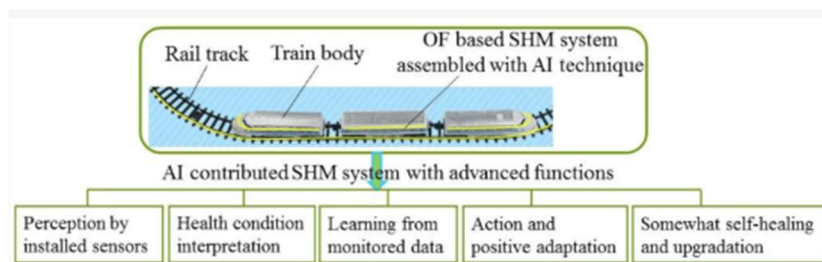 Rail track
Train body
OF based SHM system
assembled with AI technique
AI contributed SHM system with advanced functions
Perception by
installed sensors
Health condition
interpretation
Learning from
monitored data
Action and
positive adaptation
Somewhat self-healing
and upgradation